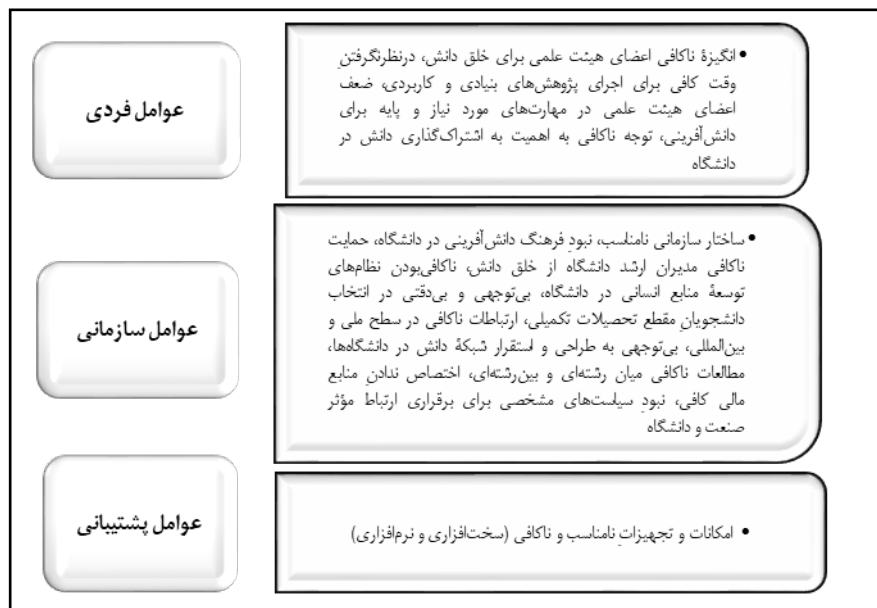 عوامل فردی
• انگیزهٔ ناکافی اعضای هیئت علمی برای خلق دانش، درنظرنگرفتنِ
وقت کافی برای اجرای پژوهش‌های بنیادی و کاربردی، ضعف
اعضای هیئت علمی در مهارت‌های مورد نیاز و پایه برای
دانش‌آفرینی، توجه ناکافی به اهمیت به اشتراک‌گذاری دانش در
دانشگاه
عوامل سازمانی
• ساختار سازمانی نامناسب، نبودِ فرهنگ دانش‌آفرینی در دانشگاه، حمایت
ناکافی مدیران ارشد دانشگاه از خلق دانش، ناکافی‌بودن نظام‌های
توسعهٔ منابع انسانی در دانشگاه، بی‌توجهی و بی‌دقتی در انتخاب
دانشجویانِ مقطع تحصیلات تکمیلی، ارتباطات ناکافی در سطح ملی و
بین‌المللی، بی‌توجهی به طراحی و استقرار شبکهٔ دانش در دانشگاه‌ها،
مطالعات ناکافی میان رشته‌ای و بین‌رشته‌ای، اختصاص ندادنِ منابع
مالی کافی، نبودِ سیاست‌های مشخصی برای برقراری ارتباط مؤثر
صنعت و دانشگاه
عوامل پشتیبانی
• امکانات و تجهیزاتِ نامناسب و ناکافی (سخت‌افزاری و نرم‌افزاری)